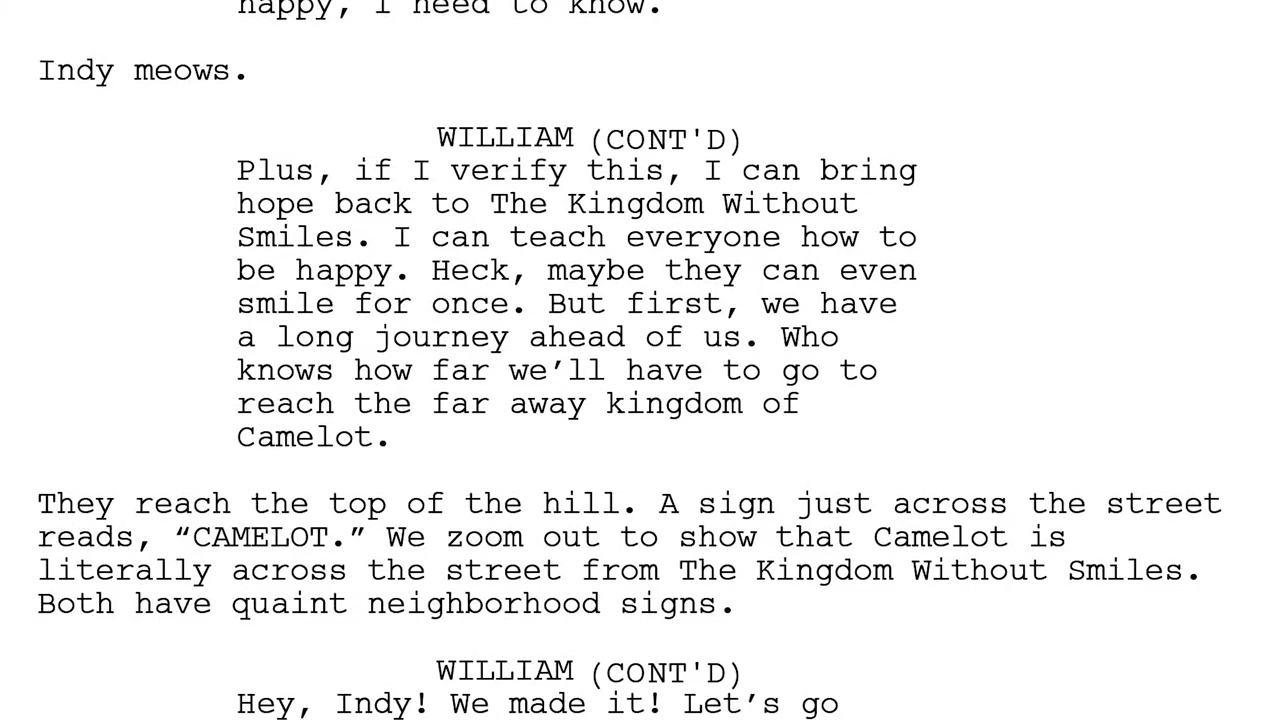 happy, I need to know.
Indy meows.
WILLIAM (CONT'D)
Plus, if I verify this, I can bring
hope back to The Kingdom Without
Smiles. I can teach everyone how to
be happy. Heck, maybe they can even
smile for once. But first, we have
a long journey ahead of us. Who
knows how far we’ll have to go to
reach the far away kingdom of
Camelot.
They reach the top of the hill. A sign just across the street
reads, “CAMELOT.” We zoom out to show that Camelot is
literally across the street from The Kingdom Without Smiles.
Both have quaint neighborhood signs.
WILLIAM (CONT'D)
Hey, Indy! We made it! Let’s go